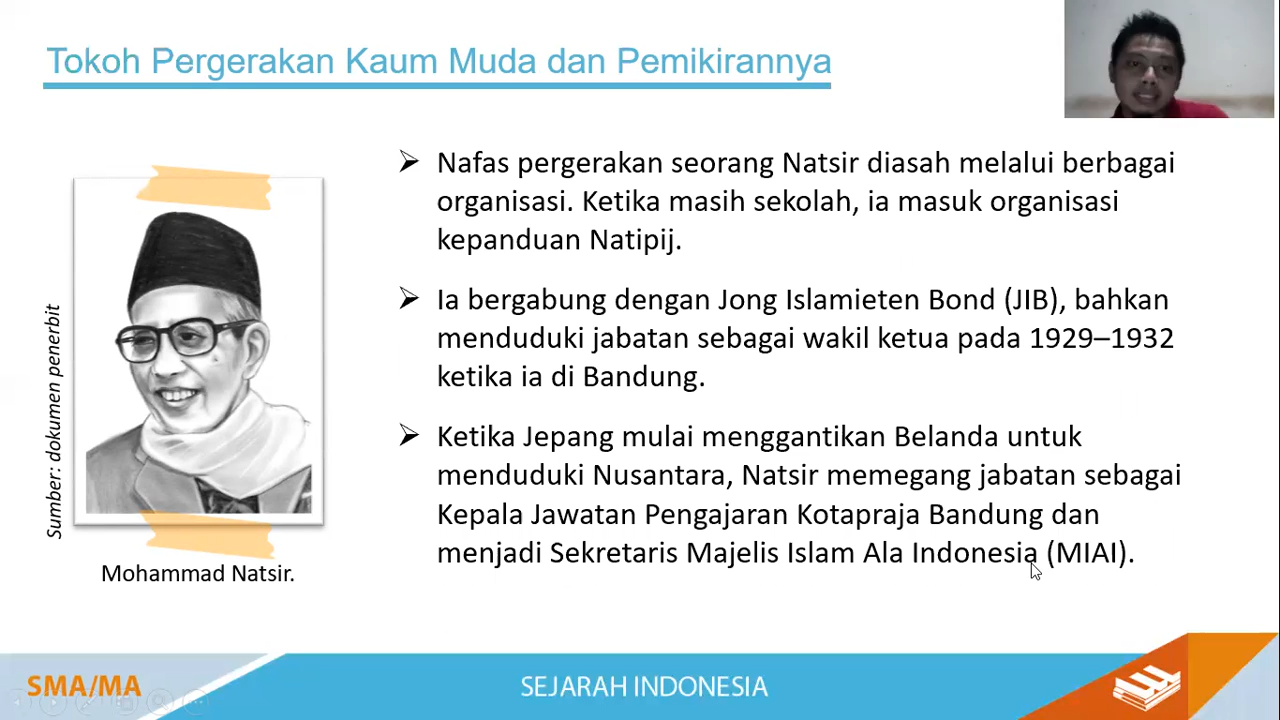 Tokoh Pergerakan Kaum Muda dan Pemikirannya
Nafas pergerakan seorang Natsir diasah melalui berbagai
organisasi. Ketika masih sekolah, ia masuk organisasi
kepanduan Natipij.
Ia bergabung dengan Jong Islamieten Bond (JIB), bahkan
menduduki jabatan sebagai wakil ketua pada 1929–1932
ketika ia di Bandung.
Ketika Jepang mulai menggantikan Belanda untuk
menduduki Nusantara, Natsir memegang jabatan sebagai
Kepala Jawatan Pengajaran Kotapraja Bandung dan
menjadi Sekretaris Majelis Islam Ala Indonesia (MIAI).
Sumber: dokumen penerbit
Mohammad Natsir.
SMA/MA
SEJARAH INDONESIA